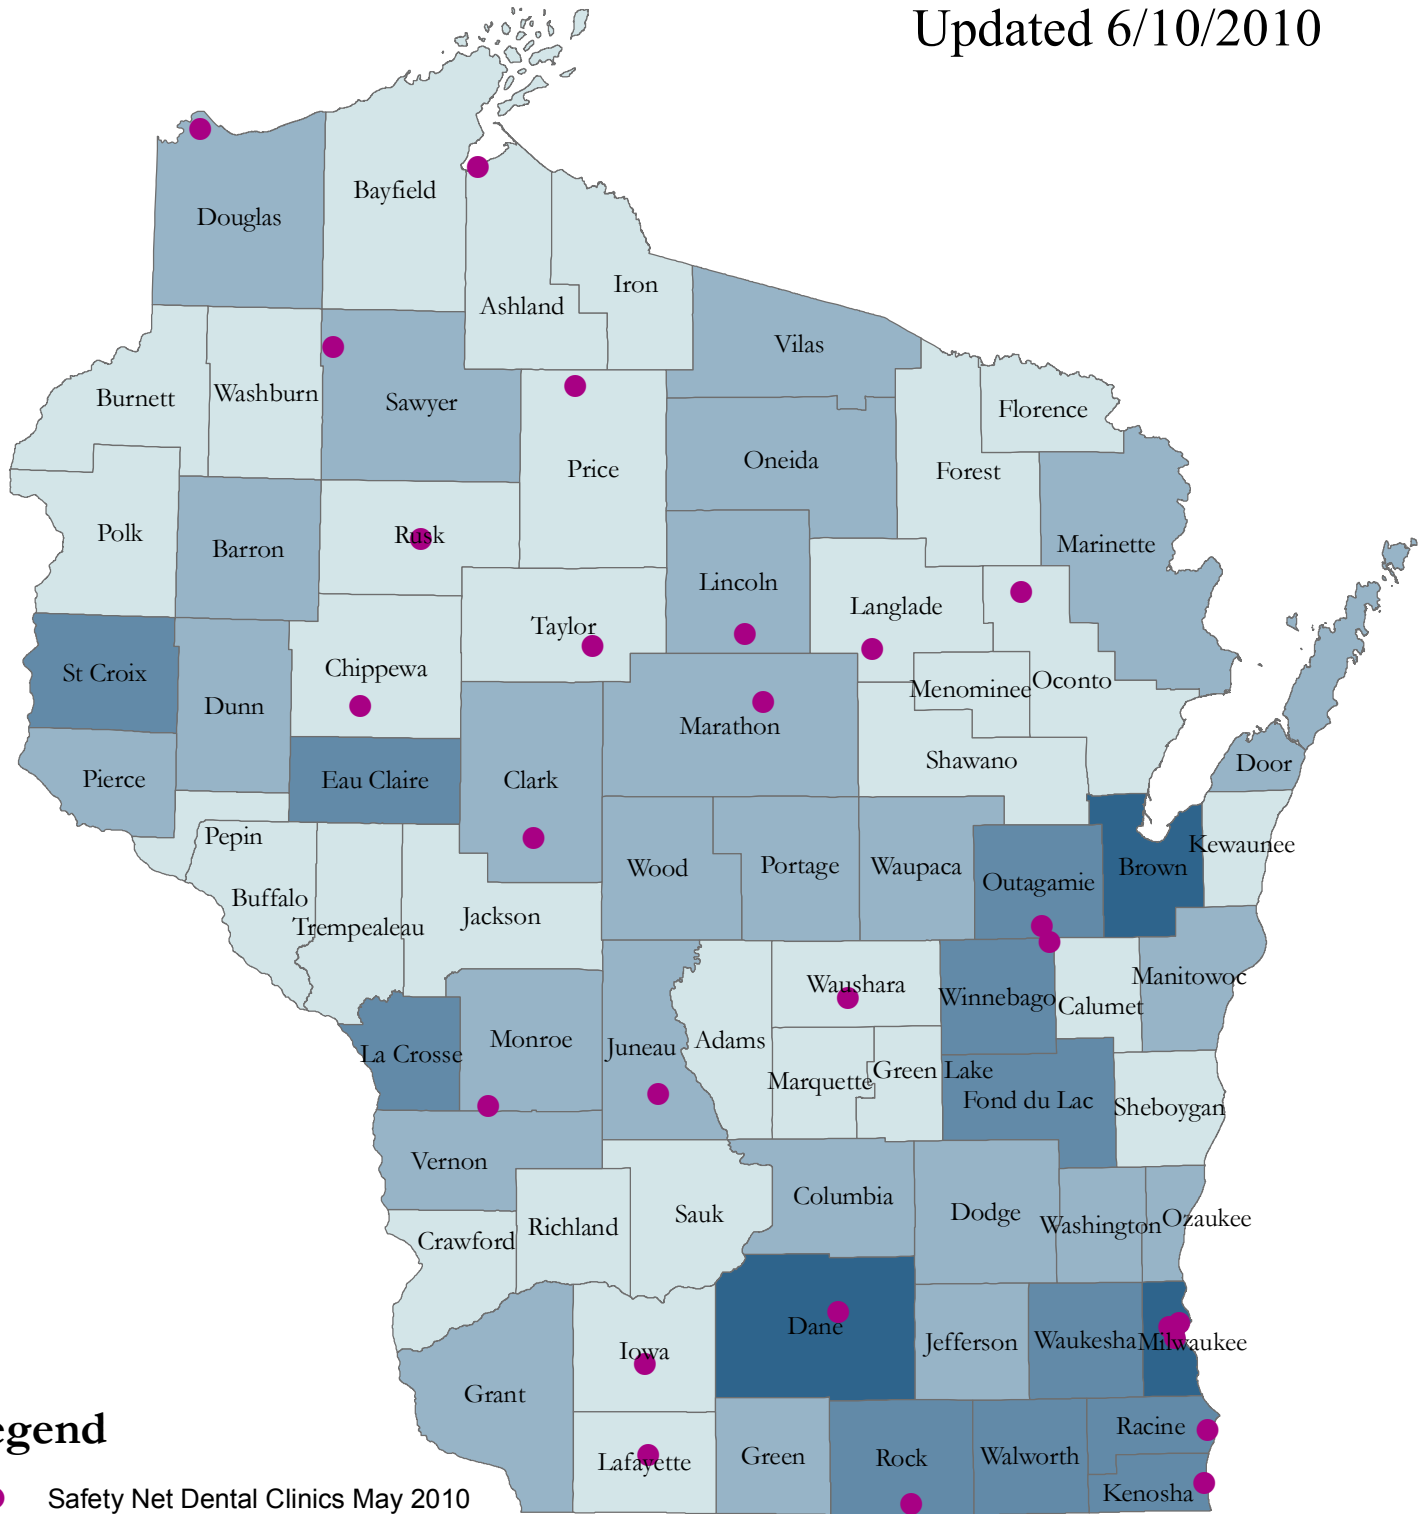 Updated 6/10/2010
Bayfield
Douglas
Iron
Ashland
Vilas
Washburn
Burnett
Sawyer
Florence
Price
Oneida
Forest
Polk
Rusk
Barron
Marinette
Lincoln
Langlade
Taylor
Chippewa
St Croix
Oconto
Menominee
Dunn
Marathon
Shawano
Door
Pierce
Eau Claire
Clark
Pepin
Kewaunee
Wood
Portage
Waupaca
Brown
Outagamie
Buffalo
Jackson
Trempealeau
Manitowoc
Waushara
Winnebago
Calumet
Monroe
Adams
Juneau
La Crosse
Green Lake
Marquette
Fond du Lac
Sheboygan
Vernon
Columbia
Dodge
Sauk
Ozaukee
Washington
Richland
Crawford
Dane
Waukesha
Milwaukee
Jefferson
Iowa
Grant
Racine
egend
Green
Rock
Walworth
Lafayette
Kenosha
Safety Net Dental Clinics May 2010